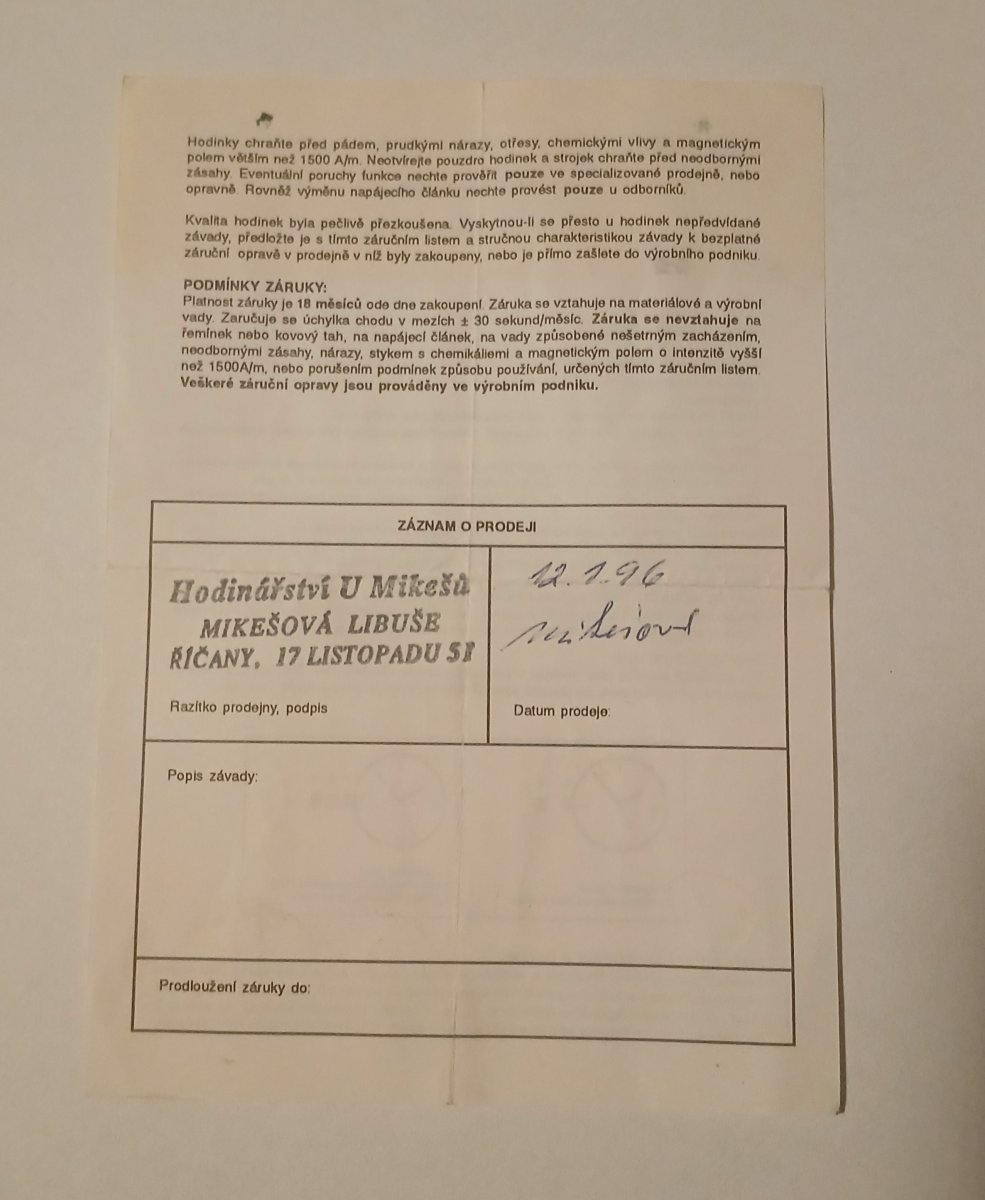 Hodinky chraňte před pádem, prudkými nárazy, otřesy, chemickými vlivy a magnetickým
polem větším než 1500 A/m. Neotvírejte pouzdro hodinek a strojek chraňte před neodbornými
zásahy. Eventuální poruchy funkce nechte prověřit pouze ve specializované prodejně, nebo
opravně. Rovněž výměnu napájecího článku nechte provést pouze u odborníků.
Kvalita hodinek byla pečlivě přezkoušena. Vyskytnou-li se přesto u hodinek nepředvídané
závady, předložte je s tímto záručním listem a stručnou charakteristikou závady k bezplatné
záruční opravě v prodejně v níž byly zakoupeny, nebo je přímo zašlete do výrobního podniku.
PODMÍNKY ZÁRUKY:
Platnost záruky je 18 měsíců ode dne zakoupení. Záruka se vztahuje na materiálové a výrobní
vady. Zaručuje se úchylka chodu v mezích ± 30 sekund/měsíc. Záruka se nevztahuje na
řemínek nebo kovový tah, na napájecí článek, na vady způsobené nešetrným zacházením,
neodbornými zásahy, nárazy, stykem s chemikáliemi a magnetickým polem o intenzitě vyšší
než 1500A/m, nebo porušením podmínek způsobu používání, určených tímto záručním listem.
Veškeré záruční opravy jsou prováděny ve výrobním podniku.
ZÁZNAM O PRODEJI
Hodinářství U Mikešů
MIKEŠOVÁ LIBUŠE
ŘÍČANY, 17 LISTOPADU 51
Razítko prodejny, podpis
12.1.96
Mikešová
Datum prodeje:
Popis závady:
Prodloužení záruky do: